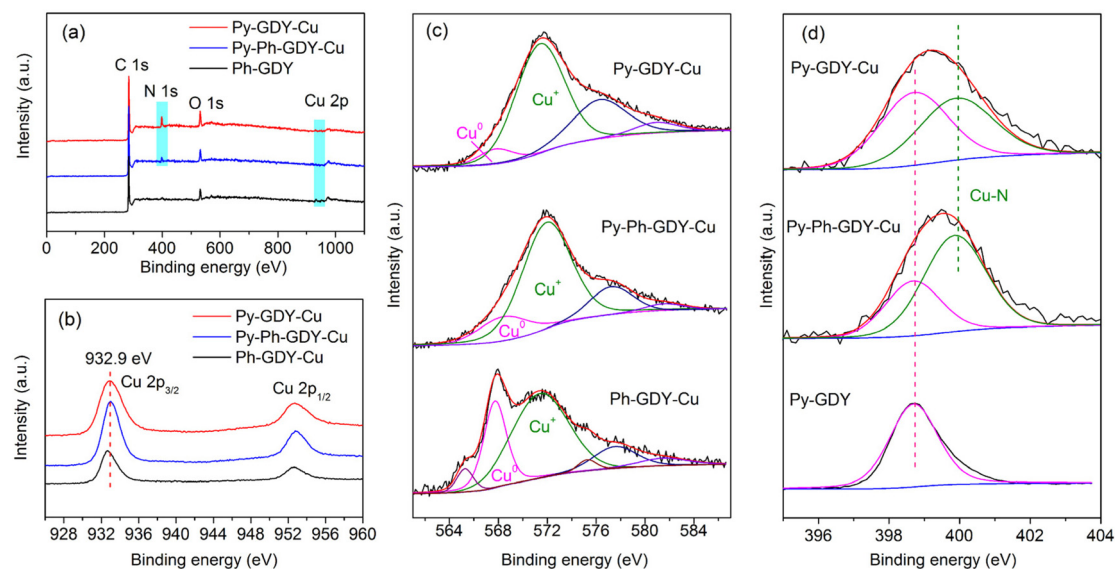 (a)
Py-GDY-Cu
Py-Ph-GDY-Cu
Ph-GDY
C 1s
N 1s
O 1s
Cu 2p
Intensity (a.u.)
0 200 400 600 800 1000
Binding energy (eV)
(b)
Py-GDY-Cu
Py-Ph-GDY-Cu
Ph-GDY-Cu
932.9 eV
Cu 2p3/2
Cu 2p1/2
Intensity (a.u.)
928 932 936 940 944 948 952 956 960
Binding energy (eV)
(c)
Py-GDY-Cu
Cu+
Cu0
Py-Ph-GDY-Cu
Cu+
Cu0
Ph-GDY-Cu
Cu+
Cu0
Intensity (a.u.)
564 568 572 576 580 584
Binding energy (eV)
(d)
Py-GDY-Cu
Cu-N
Py-Ph-GDY-Cu
Py-GDY
Intensity (a.u.)
396 398 400 402 404
Binding energy (eV)